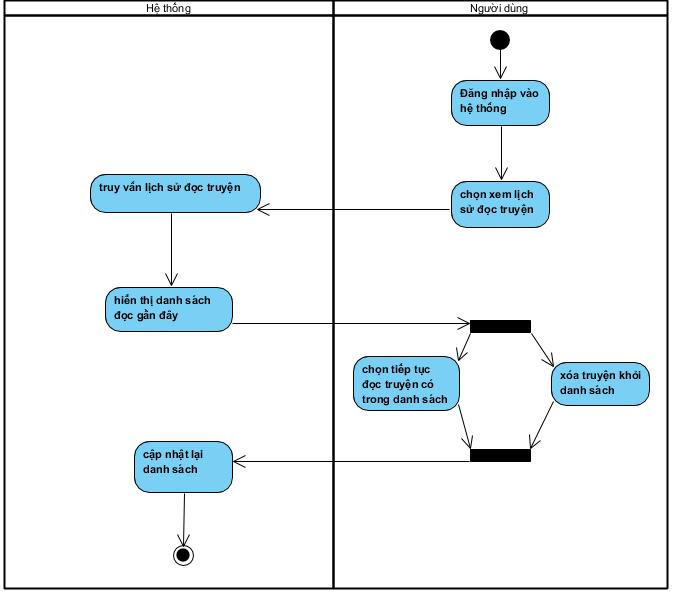 Hệ thống
Người dùng
Đăng nhập vào
hệ thống
chọn xem lịch
sử đọc truyện
truy vấn lịch sử đọc truyện
hiển thị danh sách
đọc gần đây
chọn tiếp tục
đọc truyện có
trong danh sách
xóa truyện khỏi
danh sách
cập nhật lại
danh sách